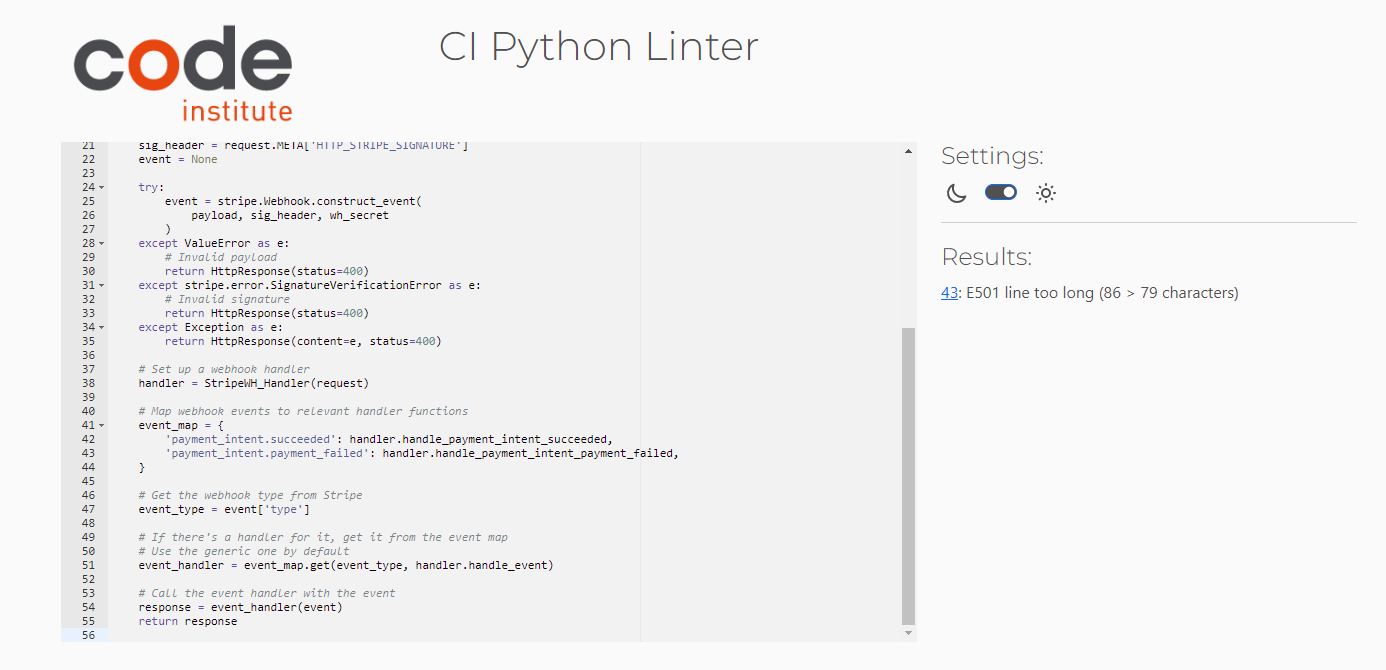 code
institute
CI Python Linter
21 sig_header = request.META['HTTP_STRIPE_SIGNATURE']
22 event = None
23
24 try:
25 event = stripe.Webhook.construct_event(
26 payload, sig_header, wh_secret
27 )
28 except ValueError as e:
29 # Invalid payload
30 return HttpResponse(status=400)
31 except stripe.error.SignatureVerificationError as e:
32 # Invalid signature
33 return HttpResponse(status=400)
34 except Exception as e:
35 return HttpResponse(content=e, status=400)
36
37 # Set up a webhook handler
38 handler = StripeWH_Handler(request)
39
40 # Map webhook events to relevant handler functions
41 event_map = {
42 'payment_intent.succeeded': handler.handle_payment_intent_succeeded,
43 'payment_intent.payment_failed': handler.handle_payment_intent_payment_failed,
44 }
45
46 # Get the webhook type from Stripe
47 event_type = event['type']
48
49 # If there's a handler for it, get it from the event map
50 # Use the generic one by default
51 event_handler = event_map.get(event_type, handler.handle_event)
52
53 # Call the event handler with the event
54 response = event_handler(event)
55 return response
56
Settings:
Results:
43: E501 line too long (86 > 79 characters)